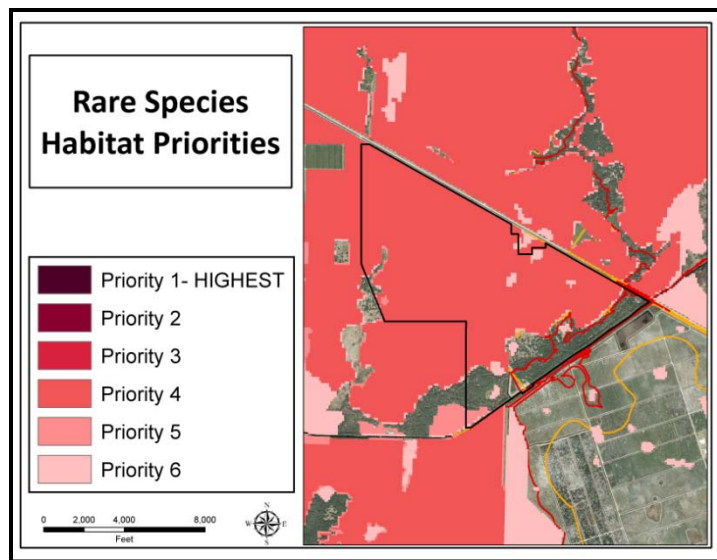 Rare Species
Habitat Priorities
Priority 1- HIGHEST
Priority 2
Priority 3
Priority 4
Priority 5
Priority 6
0 2,000 4,000 8,000
Feet
N
W E
S